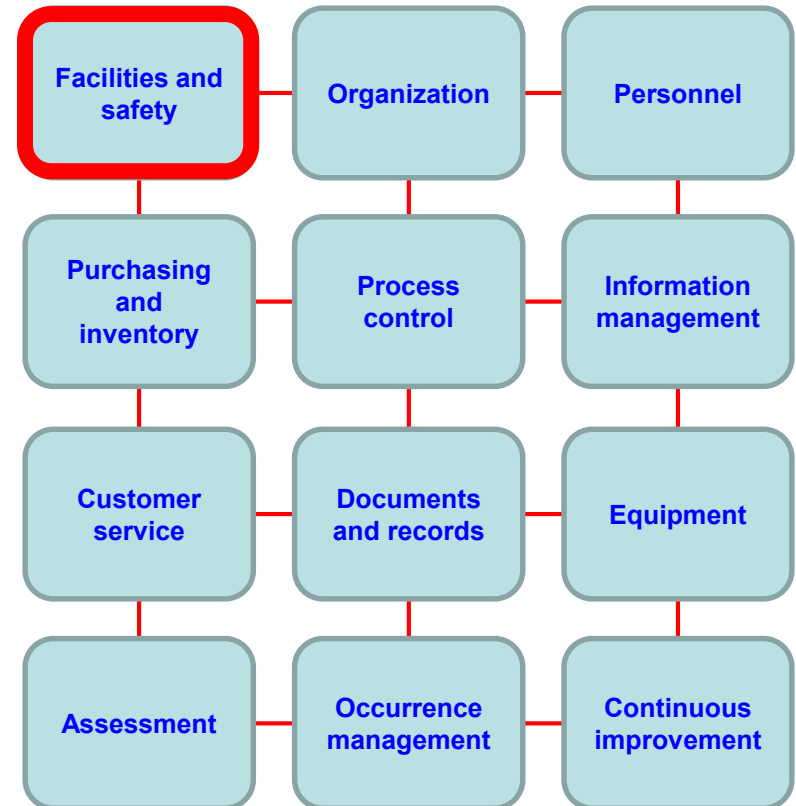 Facilities and
safety
Organization
Personnel
Purchasing
and
inventory
Process
control
Information
management
Customer
service
Documents
and records
Equipment
Assessment
Occurrence
management
Continuous
improvement